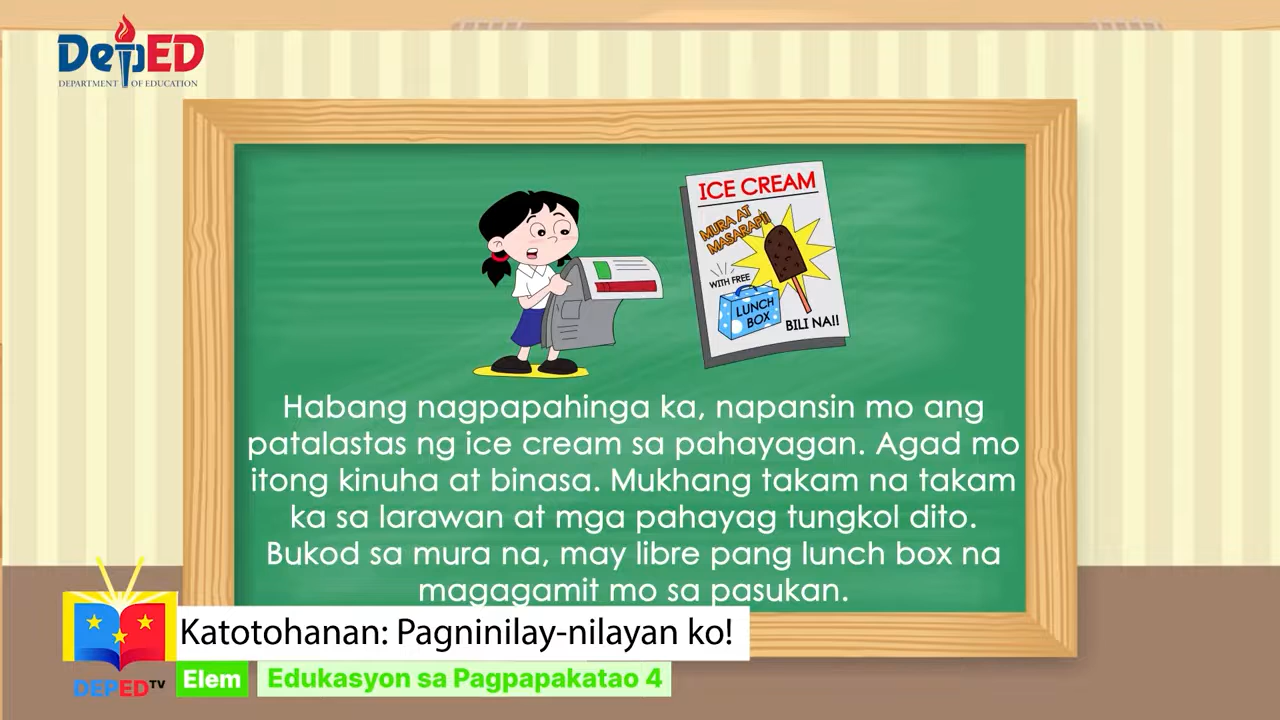 DepED
DEPARTMENT OF EDUCATION
ICE CREAM
MURA AT
MASARAP!!
WITH FREE
LUNCH
BOX
BILI NA!!
Habang nagpapahinga ka, napansin mo ang
patalastas ng ice cream sa pahayagan. Agad mo
itong kinuha at binasa. Mukhang takam na takam
ka sa larawan at mga pahayag tungkol dito.
Bukod sa mura na, may libre pang lunch box na
magagamit mo sa pasukan.
Katotohanan: Pagninilay-nilayan ko!
DEPED TV
Elem
Edukasyon sa Pagpapakatao 4